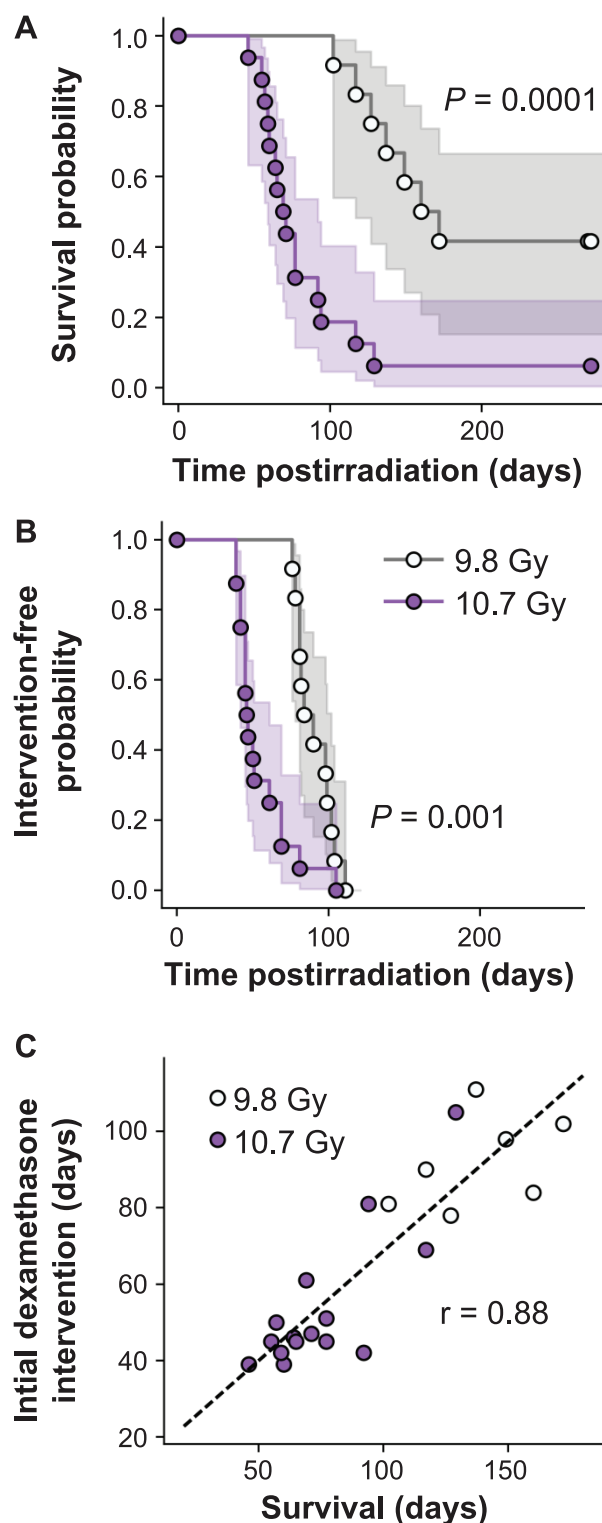 A
1.0
0.8
0.6
0.4
0.2
0.0
Survival probability
P = 0.0001
0
100
200
Time postirradiation (days)
B
1.0
0.8
0.6
0.4
0.2
0.0
Intervention-free
probability
9.8 Gy
10.7 Gy
P = 0.001
0
100
200
Time postirradiation (days)
C
100
80
60
40
20
Intial dexamethasone
intervention (days)
9.8 Gy
10.7 Gy
r = 0.88
50
100
150
Survival (days)